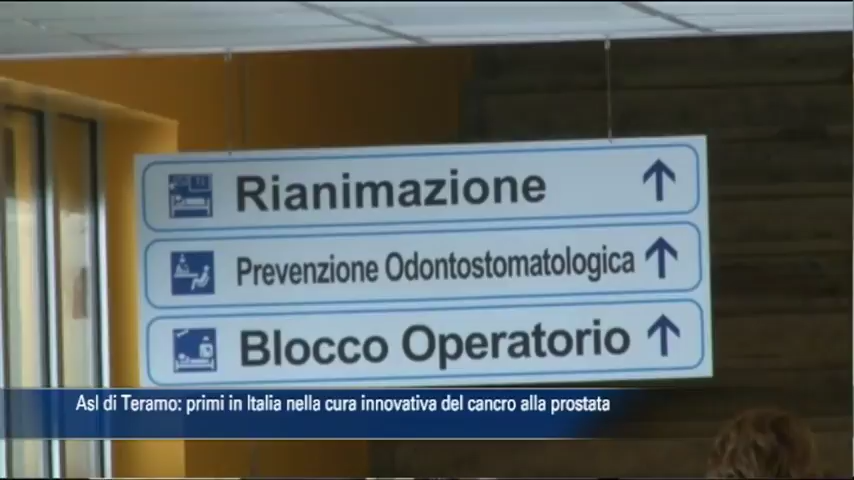 Rianimazione
Prevenzione Odontostomatologica
Blocco Operatorio
Asl di Teramo: primi in Italia nella cura innovativa del cancro alla prostata